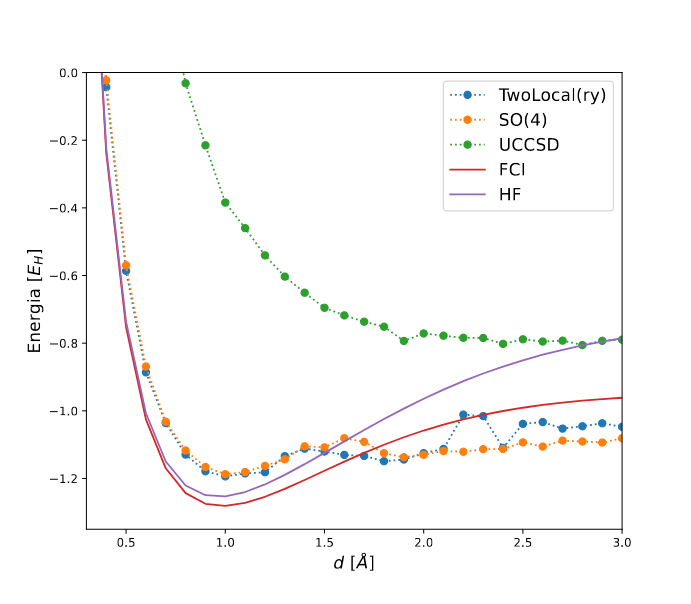 TwoLocal(ry)
SO(4)
UCCSD
FCI
HF
Energia [E_H]
0.0
−0.2
−0.4
−0.6
−0.8
−1.0
−1.2
0.5 1.0 1.5 2.0 2.5 3.0
d [Å]